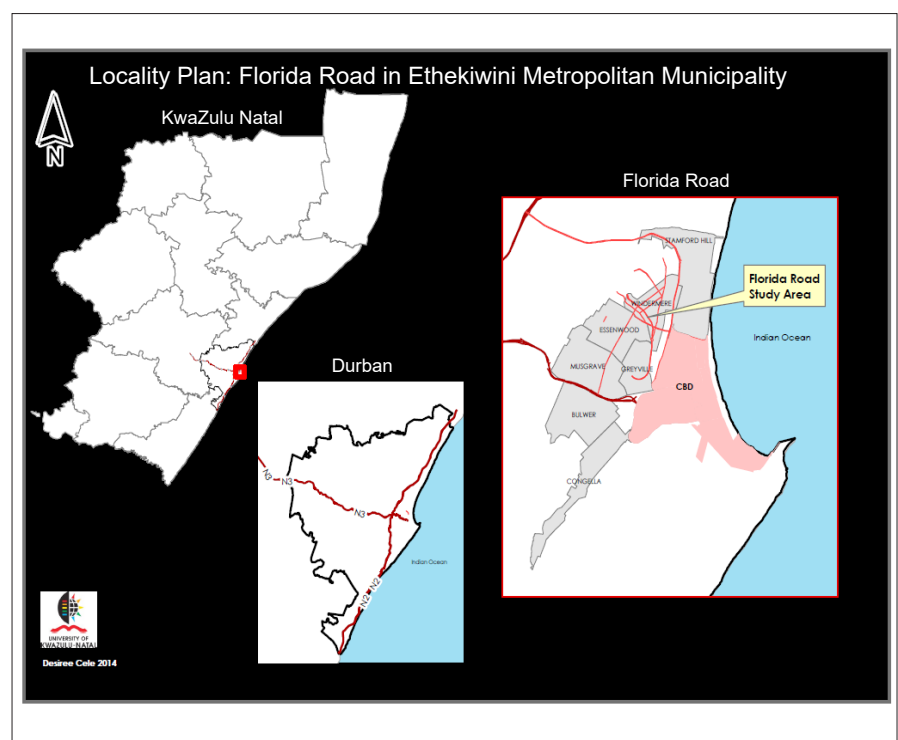 Locality Plan: Florida Road in Ethekiwini Metropolitan Municipality
KwaZulu Natal
N
Florida Road
STAMFORD HILL
Florida Road
Study Area
WINDERMERE
ESSENWOOD
Indian Ocean
MUSGRAVE
GREYVILLE
CBD
BULWER
CONGELLA
Durban
N3
N3
N3
Indian Ocean
N2
N2
UNIVERSITY OF
KWAZULU-NATAL
Desiree Cele 2014